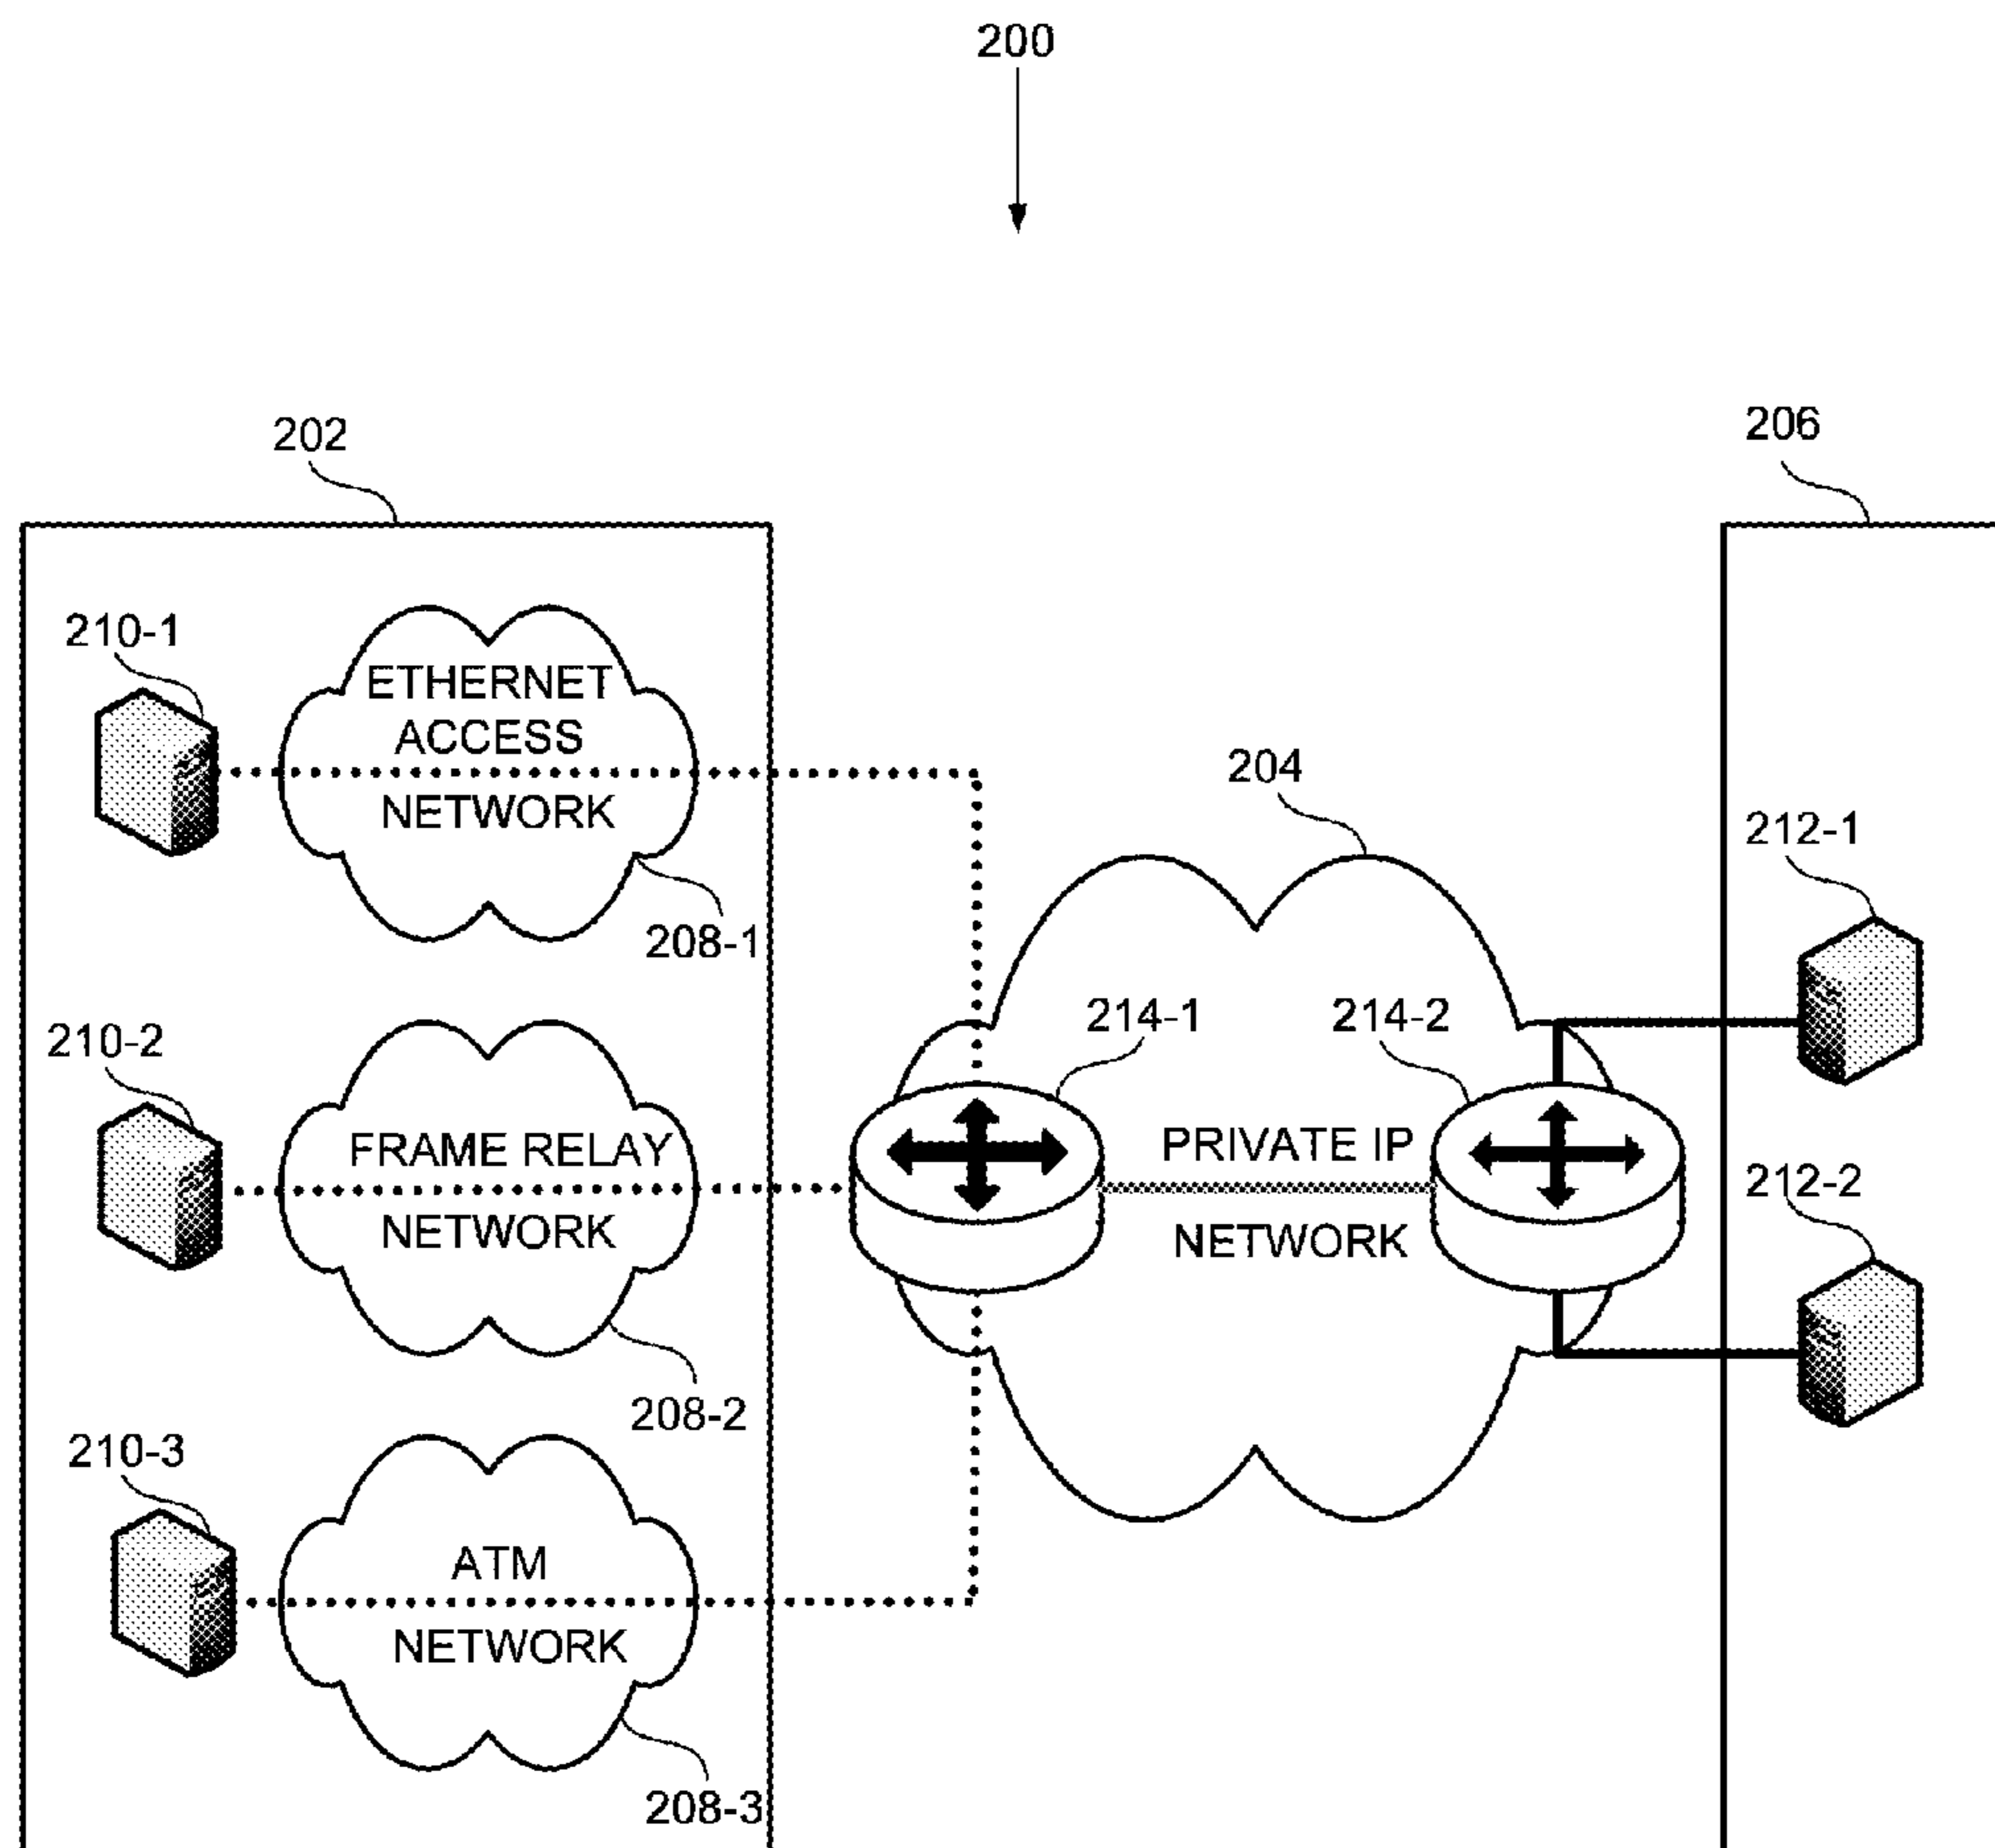 200
202
206
210-1
ETHERNET
ACCESS
NETWORK
208-1
204
212-1
210-2
214-1
214-2
FRAME RELAY
NETWORK
PRIVATE IP
NETWORK
212-2
208-2
210-3
ATM
NETWORK
208-3